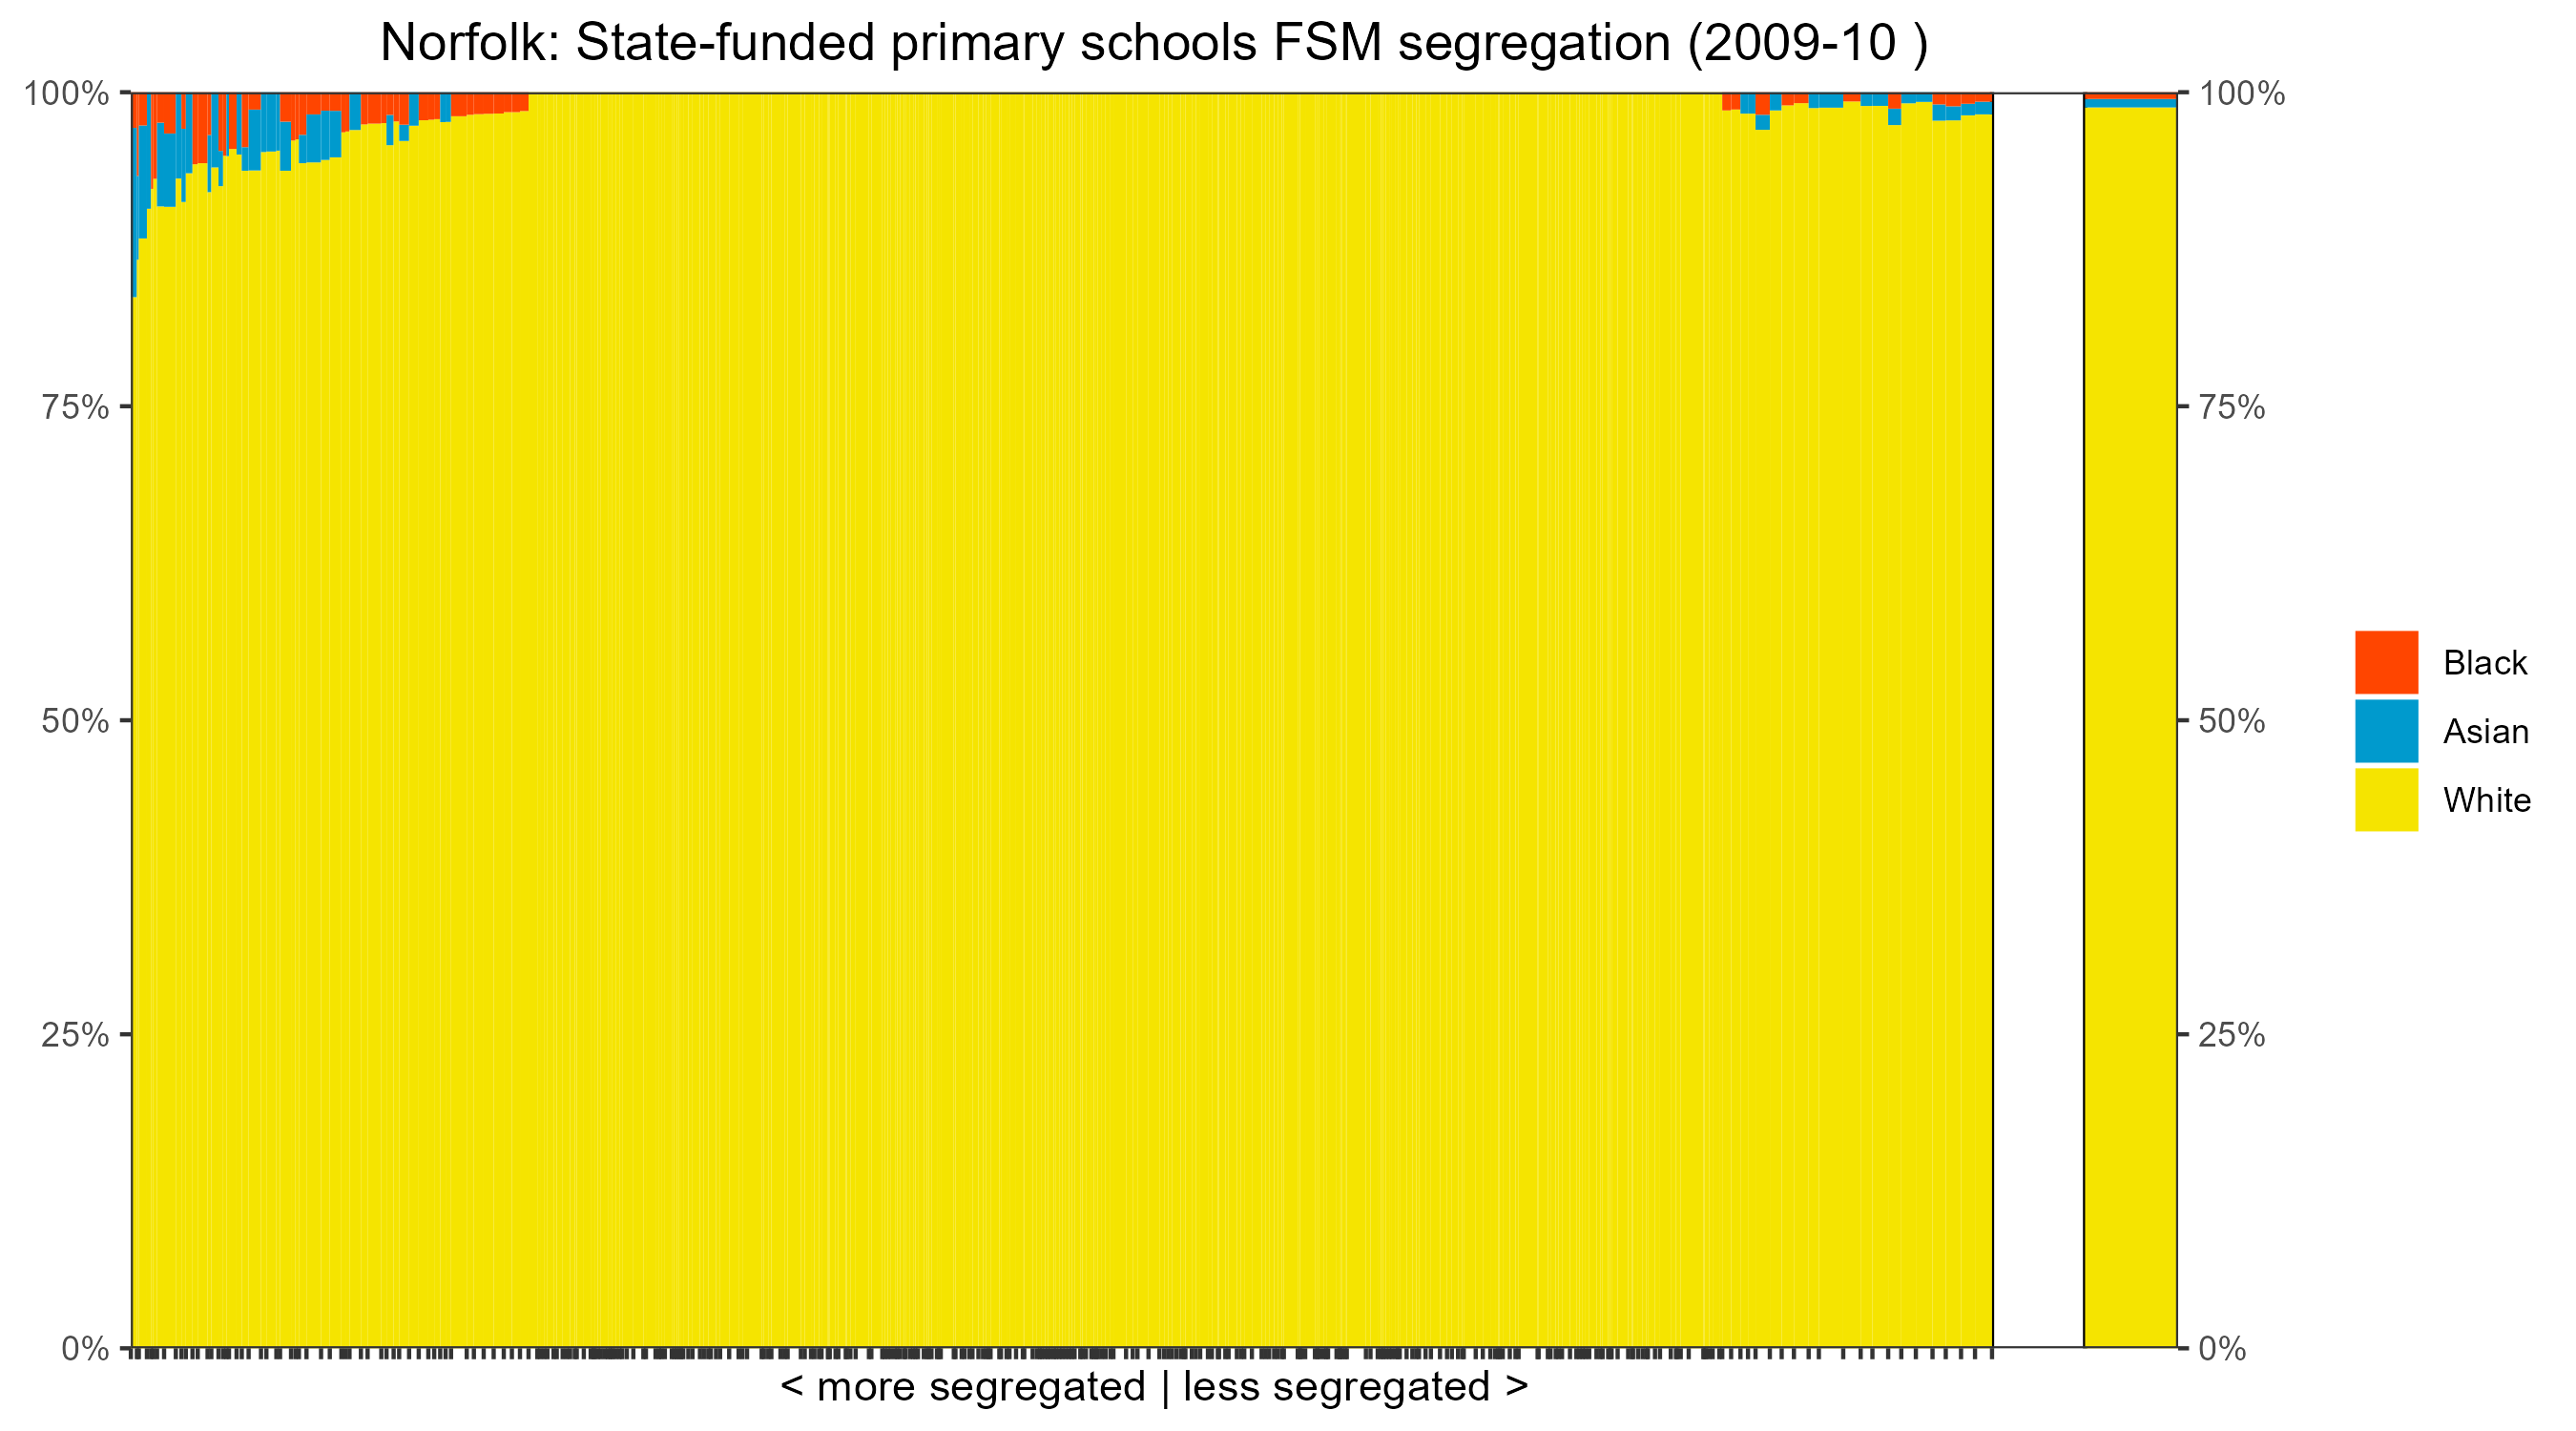 Norfolk: State-funded primary schools FSM segregation (2009-10 )
100%
75%
50%
25%
0%
100%
75%
50%
25%
0%
Black
Asian
White
< more segregated | less segregated >